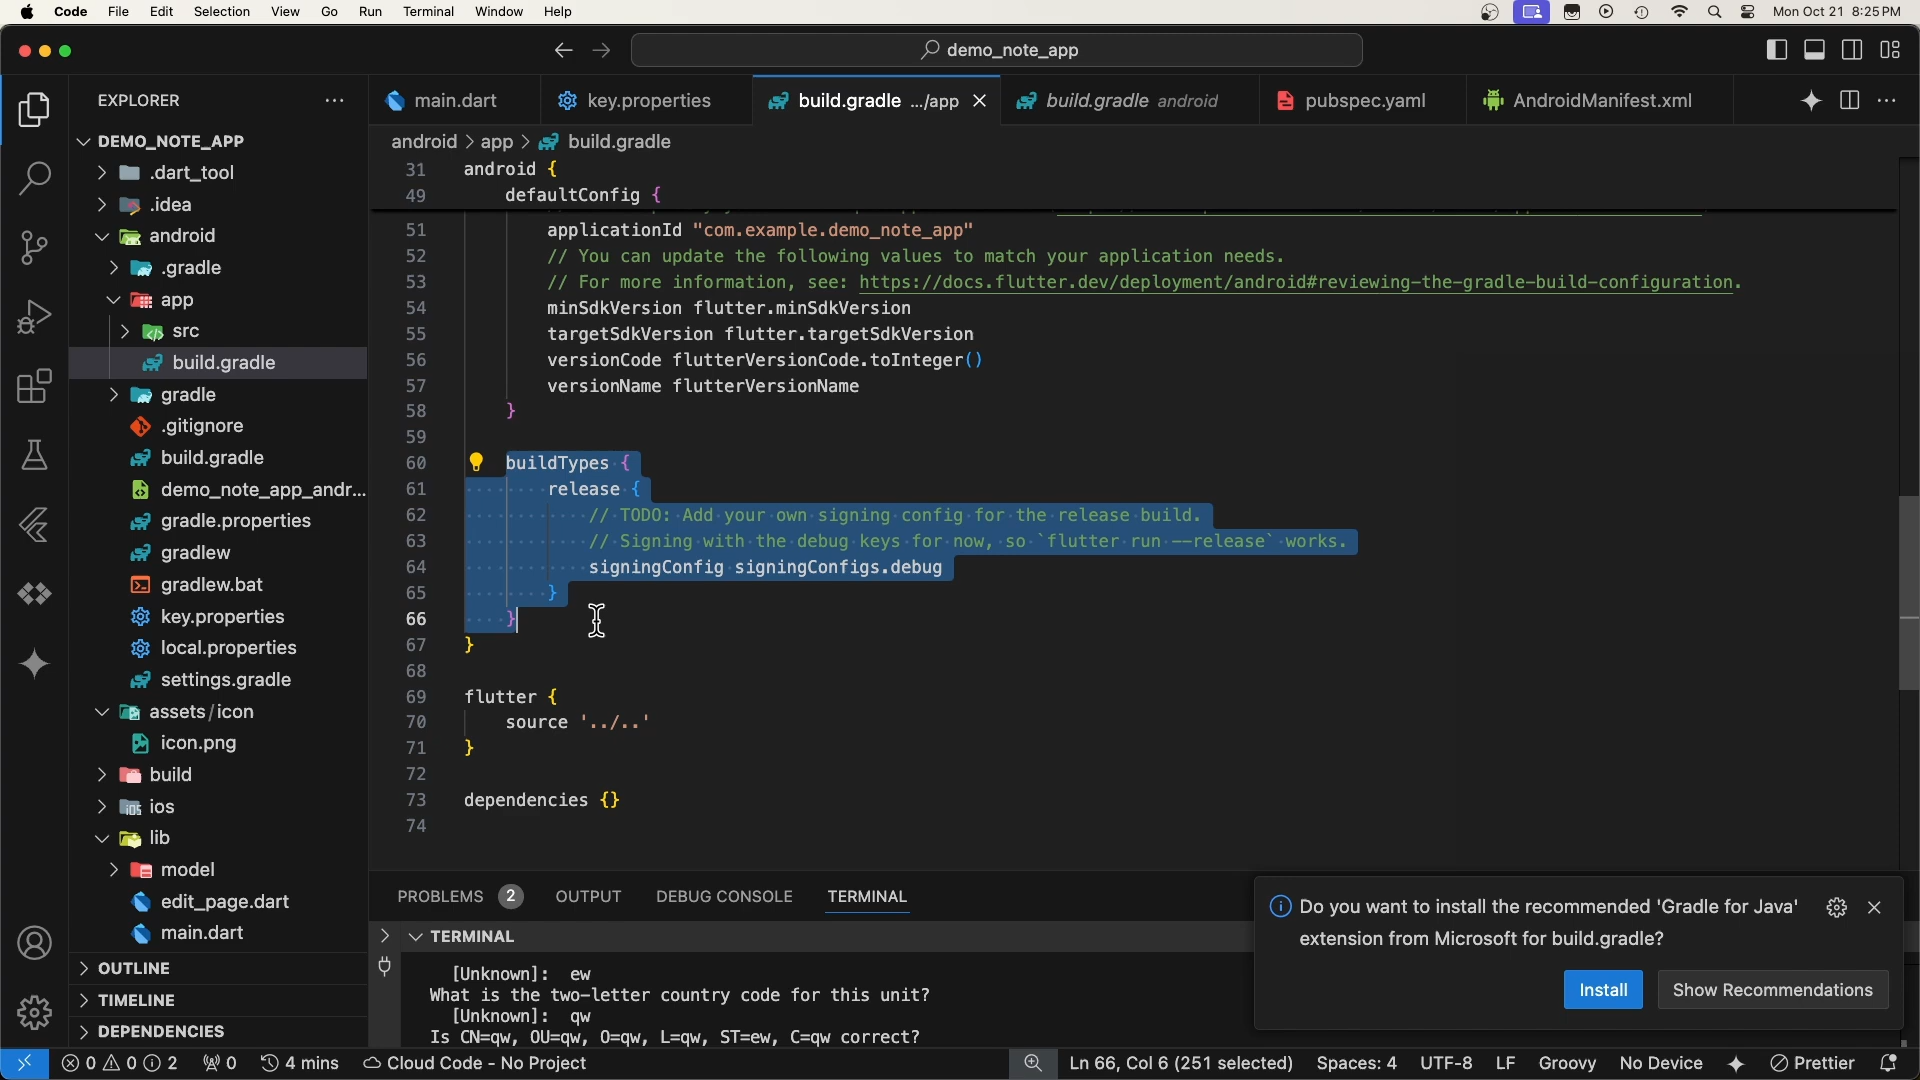 Code File Edit Selection View Go Run Terminal Window Help Mon Oct 21 8:25 PM
demo_note_app
EXPLORER
main.dart
key.properties
build.gradle .../app
build.gradle android
pubspec.yaml
AndroidManifest.xml
android > app > build.gradle
DEMO_NOTE_APP
.dart_tool
.idea
android
.gradle
app
src
build.gradle
gradle
.gitignore
build.gradle
demo_note_app_andr...
gradle.properties
gradlew
gradlew.bat
key.properties
local.properties
settings.gradle
assets/icon
icon.png
build
ios
lib
model
edit_page.dart
main.dart
OUTLINE
TIMELINE
DEPENDENCIES
31 android {
49 defaultConfig {
51 applicationId "com.example.demo_note_app"
52 // You can update the following values to match your application needs.
53 // For more information, see: https://docs.flutter.dev/deployment/android#reviewing-the-gradle-build-configuration.
54 minSdkVersion flutter.minSdkVersion
55 targetSdkVersion flutter.targetSdkVersion
56 versionCode flutterVersionCode.toInteger()
57 versionName flutterVersionName
58 }
59
60 buildTypes {
61 release {
62 // TODO: Add your own signing config for the release build.
63 // Signing with the debug keys for now, so `flutter run --release` works.
64 signingConfig signingConfigs.debug
65 }
66 }
67 }
68
69 flutter {
70 source '../..'
71 }
72
73 dependencies {}
74
PROBLEMS 2 OUTPUT DEBUG CONSOLE TERMINAL
TERMINAL
[Unknown]: ew
What is the two-letter country code for this unit?
[Unknown]: qw
Is CN=qw, OU=qw, O=qw, L=qw, ST=ew, C=qw correct?
Do you want to install the recommended 'Gradle for Java'
extension from Microsoft for build.gradle?
Install
Show Recommendations
0 0 2 0 4 mins Cloud Code - No Project Ln 66, Col 6 (251 selected) Spaces: 4 UTF-8 LF Groovy No Device Prettier